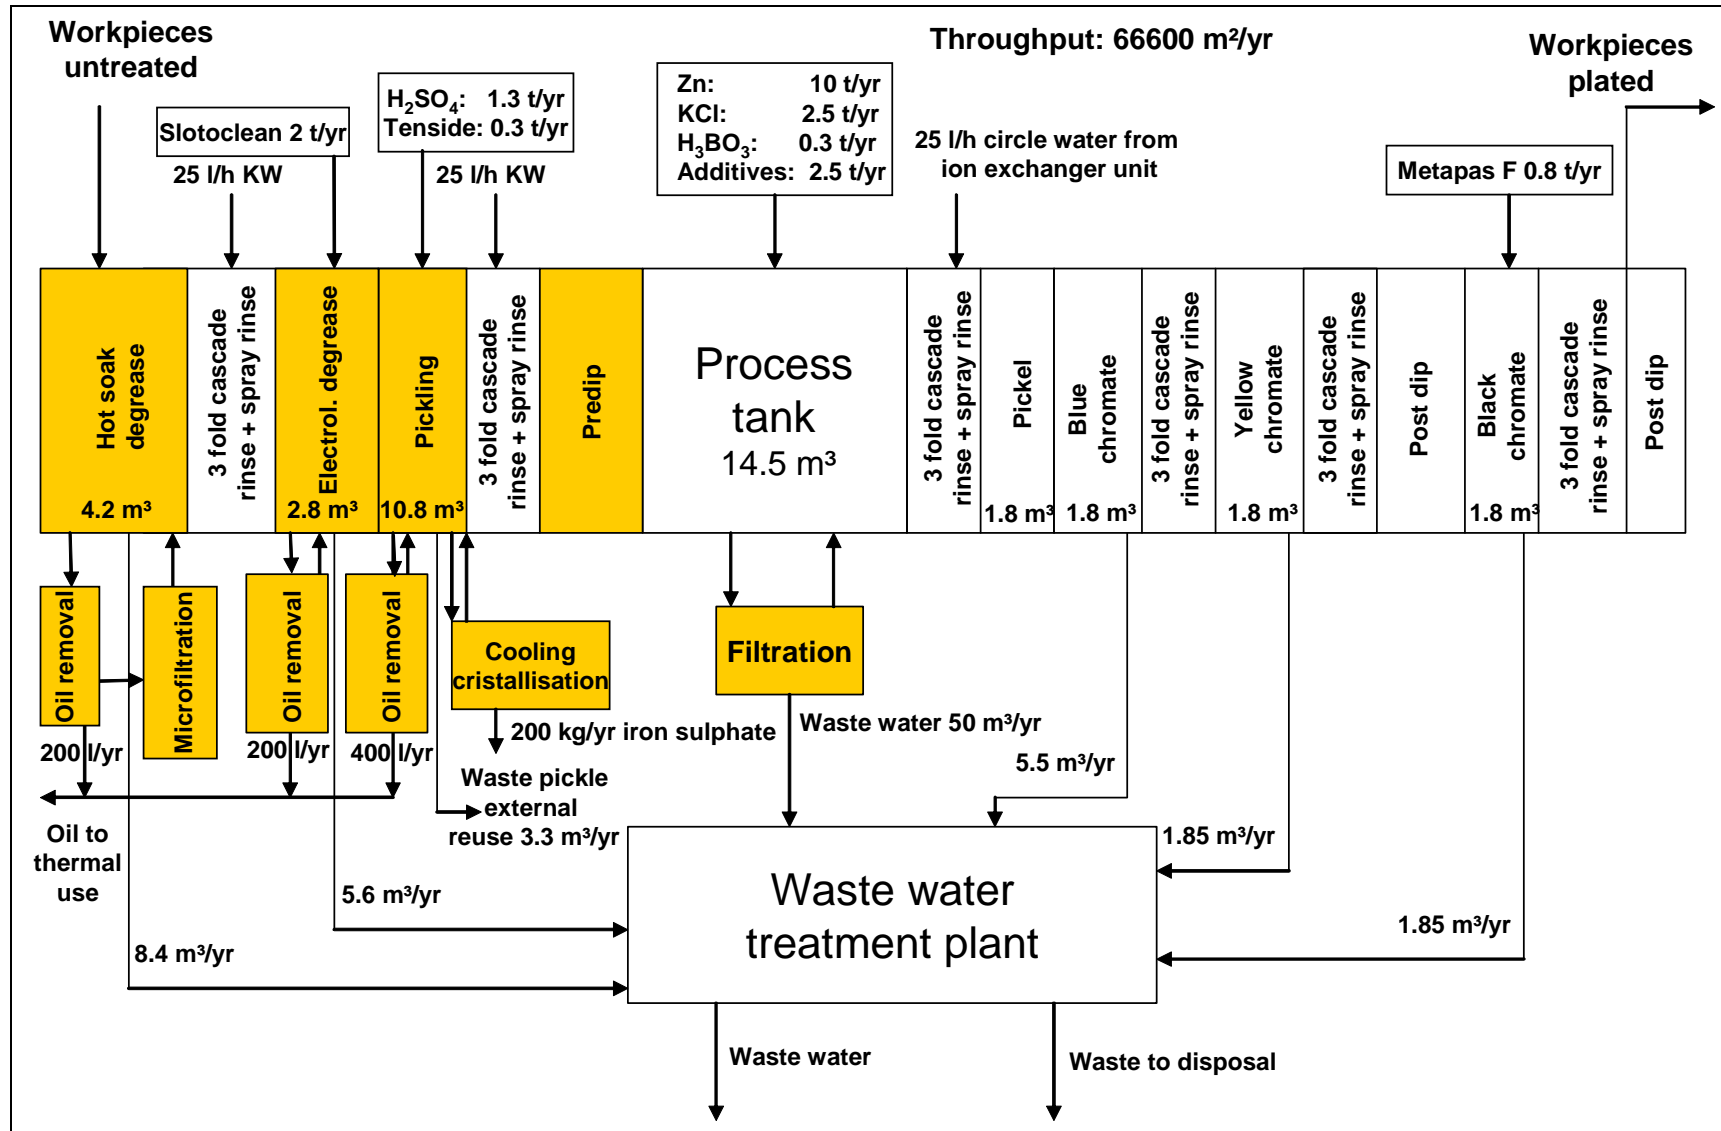 Workpieces
untreated
Throughput: 66600 m²/yr
Workpieces
plated
Slotoclean 2 t/yr
25 l/h KW
H₂SO₄: 1.3 t/yr
Tenside: 0.3 t/yr
25 l/h KW
Zn: 10 t/yr
KCl: 2.5 t/yr
H₃BO₃: 0.3 t/yr
Additives: 2.5 t/yr
25 l/h circle water from
ion exchanger unit
Metapas F 0.8 t/yr
Hot soak
degrease
4.2 m³
3 fold cascade
rinse + spray rinse
Electrol. degrease
2.8 m³
Pickling
10.8 m³
3 fold cascade
rinse + spray rinse
Predip
Process
tank
14.5 m³
3 fold cascade
rinse + spray rinse
Pickel
1.8 m³
Blue
chromate
1.8 m³
3 fold cascade
rinse + spray rinse
Yellow
chromate
1.8 m³
3 fold cascade
rinse + spray rinse
Post dip
Black
chromate
1.8 m³
3 fold cascade
rinse + spray rinse
Post dip
Oil removal
Microfiltration
Oil removal
Oil removal
Cooling
cristallisation
Filtration
200 l/yr
200 l/yr
400 l/yr
200 kg/yr iron sulphate
Waste water 50 m³/yr
Waste pickle
external
reuse 3.3 m³/yr
5.5 m³/yr
1.85 m³/yr
Oil to
thermal
use
5.6 m³/yr
8.4 m³/yr
Waste water
treatment plant
1.85 m³/yr
Waste water
Waste to disposal